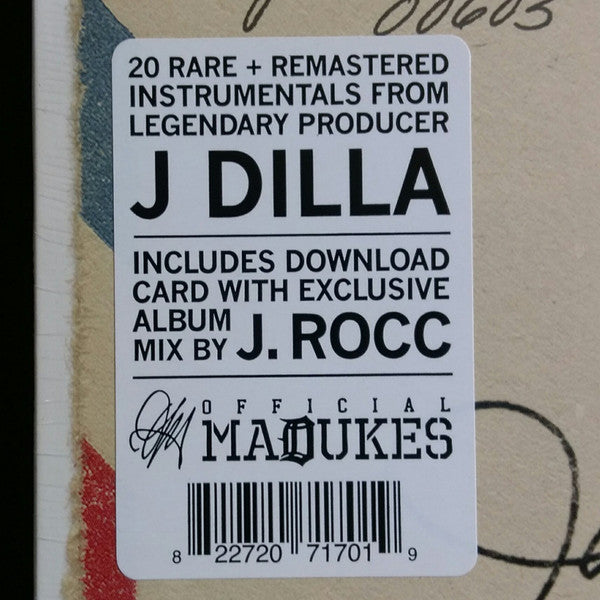 00603
20 RARE + REMASTERED
INSTRUMENTALS FROM
LEGENDARY PRODUCER
J DILLA
INCLUDES DOWNLOAD
CARD WITH EXCLUSIVE
ALBUM
MIX BY J. ROCC
OFFICIAL
MADUKES
8 22720 71701 9